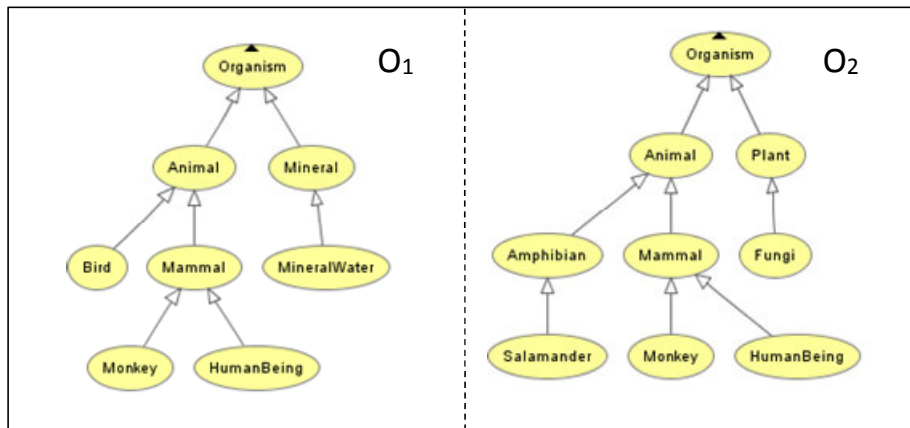 O₁
Organism
Animal
Mineral
Bird
Mammal
MineralWater
Monkey
HumanBeing
O₂
Organism
Animal
Plant
Amphibian
Mammal
Fungi
Salamander
Monkey
HumanBeing